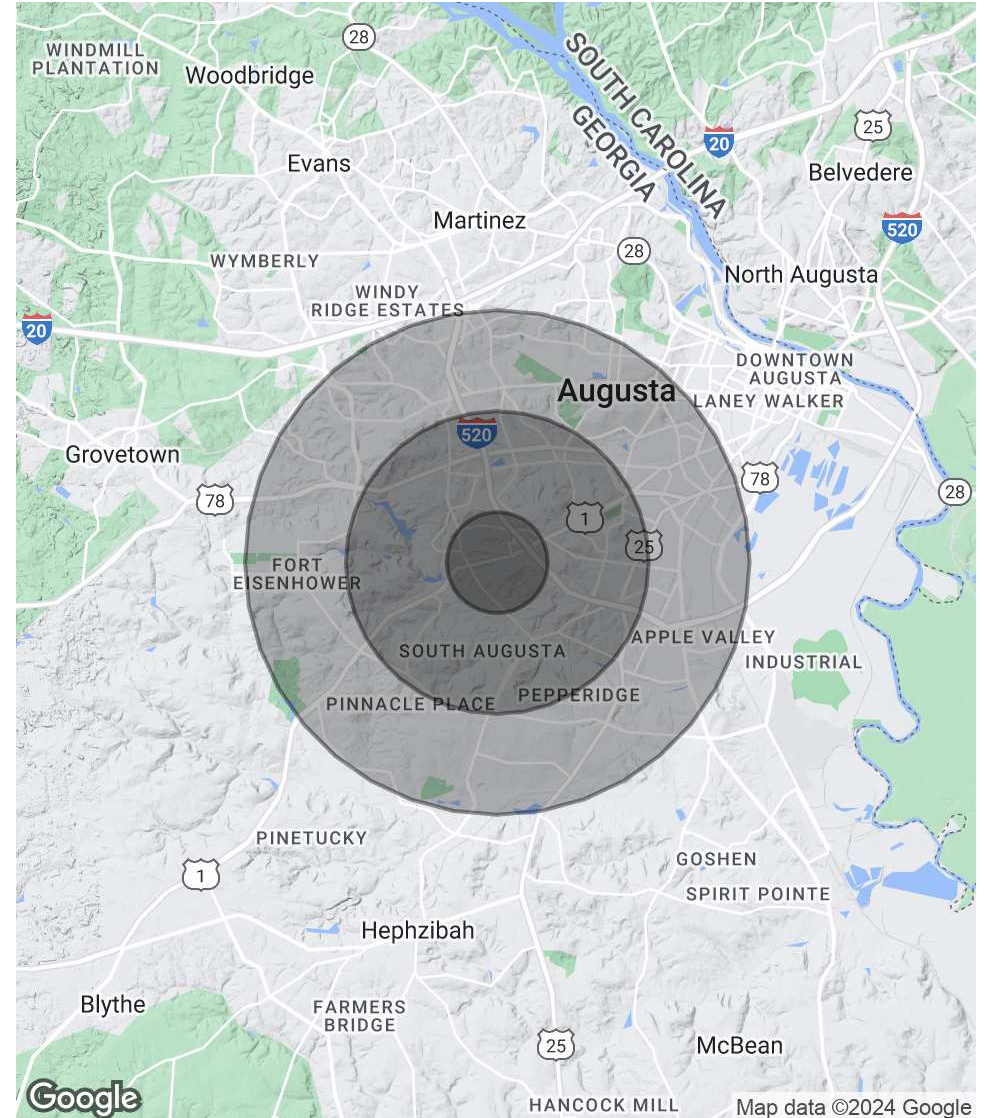 28
WINDMILL
PLANTATION
Woodbridge
SOUTH CAROLINA
GEORGIA
20
25
Evans
Belvedere
Martinez
520
28
WYMBERLY
North Augusta
WINDY
RIDGE ESTATES
20
DOWNTOWN
AUGUSTA
Augusta
LANEY WALKER
520
Grovetown
78
78
28
1
25
FORT
EISENHOWER
APPLE VALLEY
SOUTH AUGUSTA
INDUSTRIAL
PINNACLE PLACE
PEPPERIDGE
PINETUCKY
GOSHEN
1
SPIRIT POINTE
Hephzibah
Blythe
FARMERS
BRIDGE
25
McBean
Google
HANCOCK MILL
Map data ©2024 Google